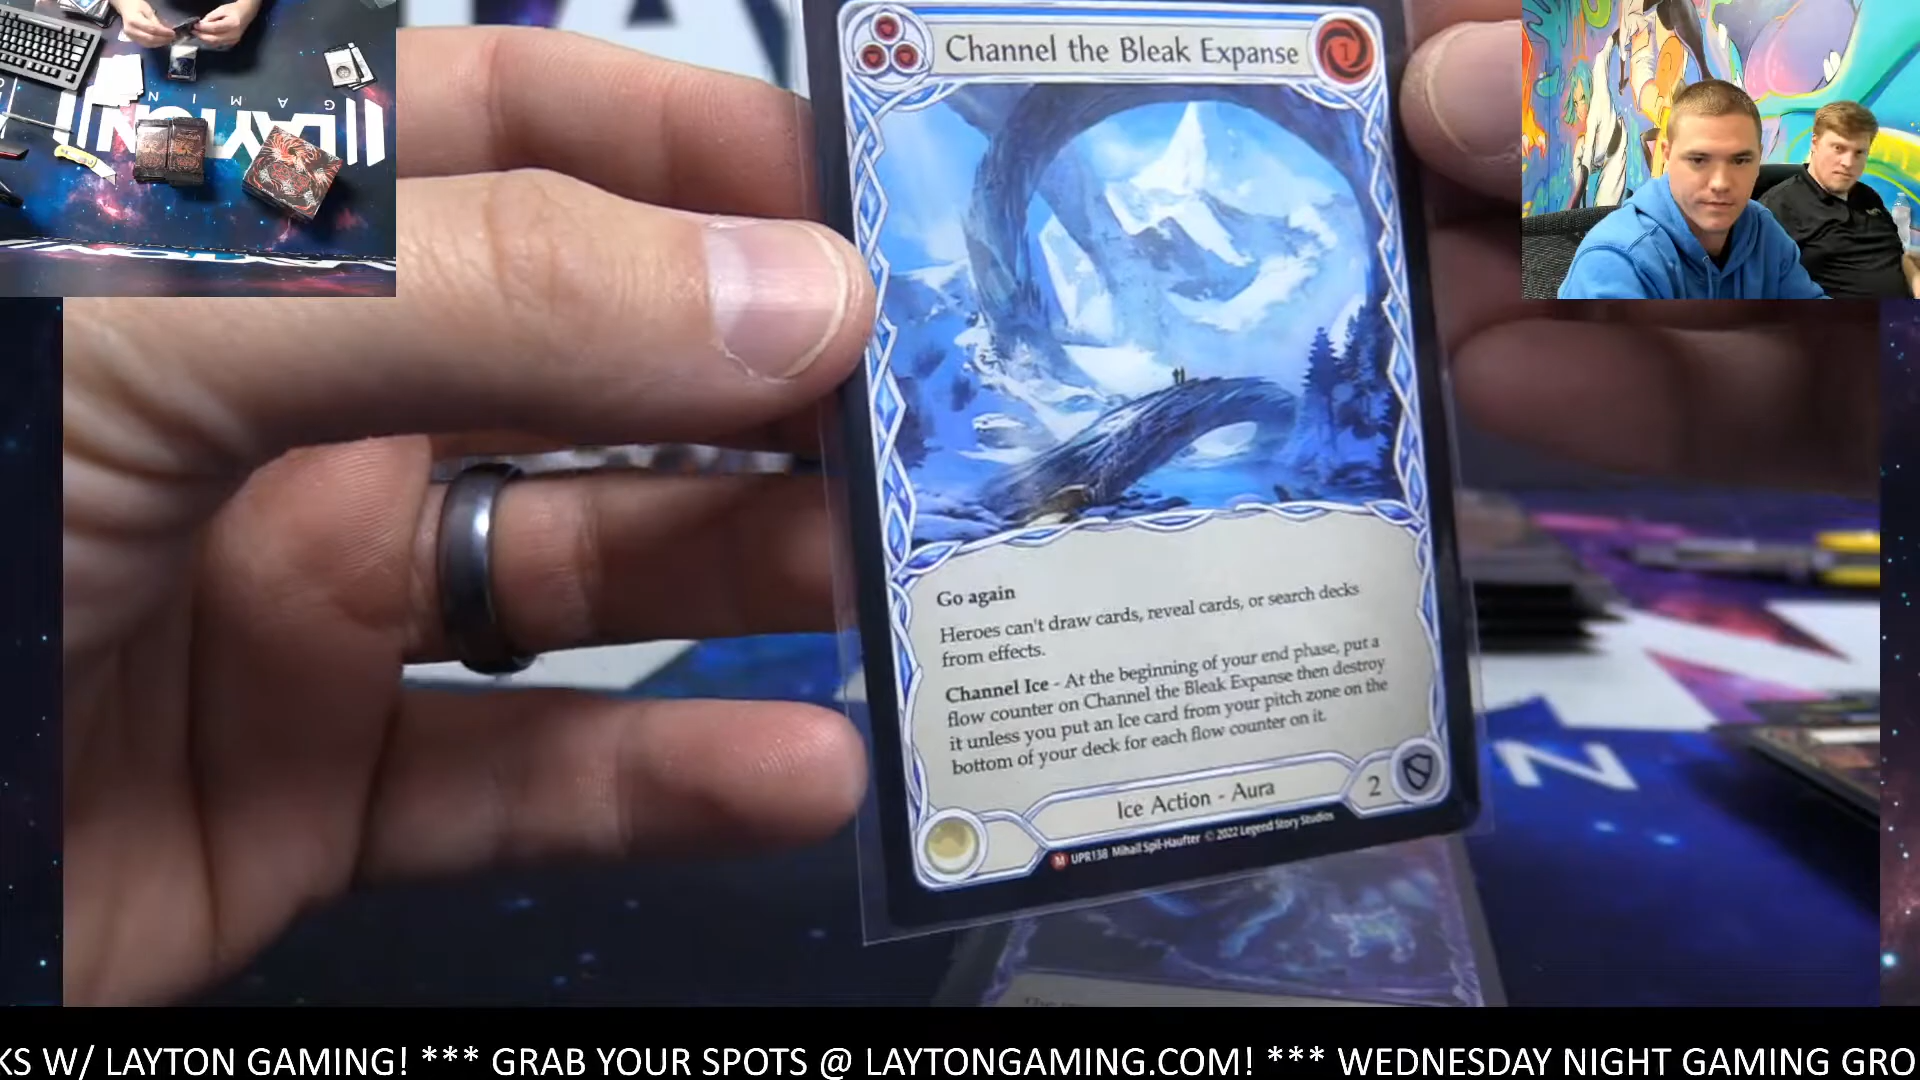 Channel the Bleak Expanse
1
Go again
Heroes can't draw cards, reveal cards, or search decks
from effects.
Channel Ice - At the beginning of your end phase, put a
flow counter on Channel the Bleak Expanse then destroy
it unless you put an Ice card from your pitch zone on the
bottom of your deck for each flow counter on it.
Ice Action - Aura
2
M UPR138 Mihail Spil-Haufter © 2022 Legend Story Studios
LAYTON
GAMIN
N
KS W/ LAYTON GAMING! *** GRAB YOUR SPOTS @ LAYTONGAMING.COM! *** WEDNESDAY NIGHT GAMING GRO